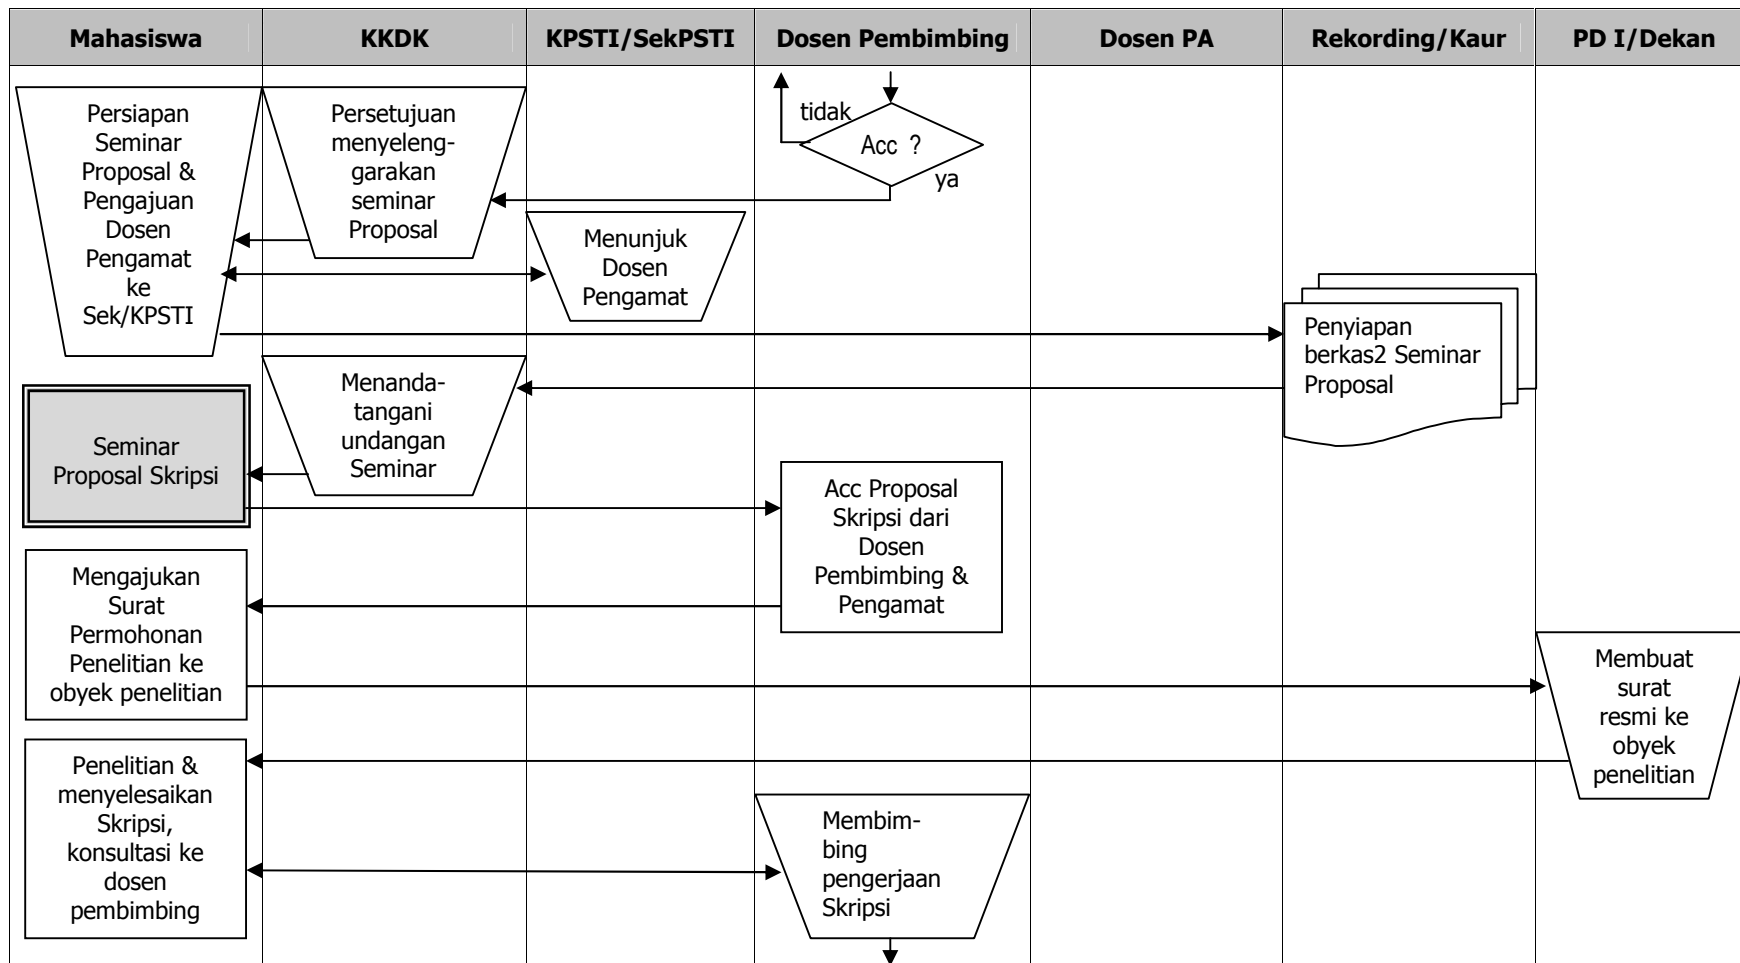 Mahasiswa
KKDK
KPSTI/SekPSTI
Dosen Pembimbing
Dosen PA
Rekording/Kaur
PD I/Dekan
Persiapan
Seminar
Proposal &
Pengajuan
Dosen
Pengamat
ke
Sek/KPSTI
Persetujuan
menyeleng-
garakan
seminar
Proposal
tidak
Acc ?
ya
Menunjuk
Dosen
Pengamat
Penyiapan
berkas2 Seminar
Proposal
Menanda-
tangani
undangan
Seminar
Seminar
Proposal Skripsi
Acc Proposal
Skripsi dari
Dosen
Pembimbing &
Pengamat
Mengajukan
Surat
Permohonan
Penelitian ke
obyek penelitian
Membuat
surat
resmi ke
obyek
penelitian
Penelitian &
menyelesaikan
Skripsi,
konsultasi ke
dosen
pembimbing
Membim-
bing
pengerjaan
Skripsi